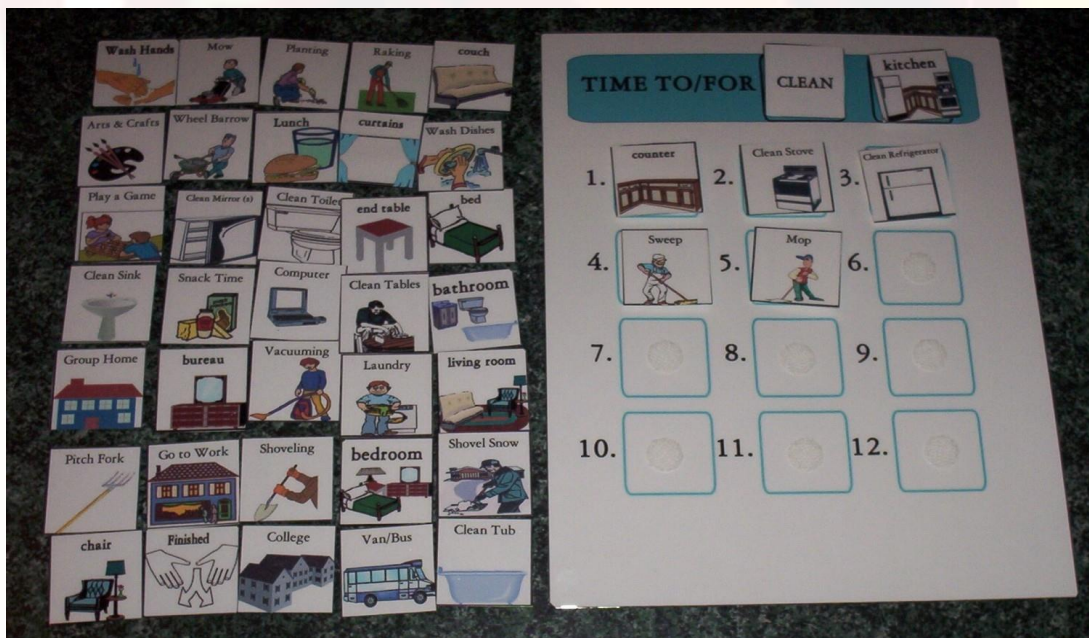 Wash Hands
Mow
Planting
Raking
couch
Arts & Crafts
Wheel Barrow
Lunch
curtains
Wash Dishes
Play a Game
Clean Mirror (s)
Clean Toilet
end table
bed
Clean Sink
Snack Time
Computer
Clean Tables
bathroom
Group Home
bureau
Vacuuming
Laundry
living room
Pitch Fork
Go to Work
Shoveling
bedroom
Shovel Snow
chair
Finished
College
Van/Bus
Clean Tub
TIME TO/FOR
CLEAN
kitchen
1.
counter
2.
Clean Stove
3.
Clean Refrigerator
4.
Sweep
5.
Mop
6.
7.
8.
9.
10.
11.
12.